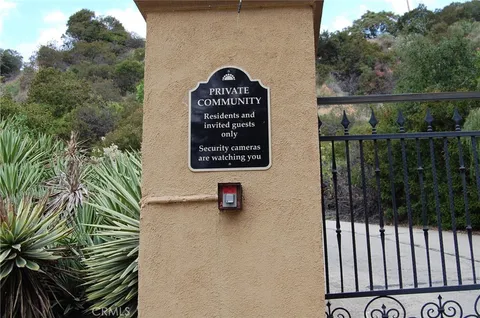 PRIVATE
COMMUNITY
Residents and
invited guests
only
Security cameras
are watching you
CRMLS